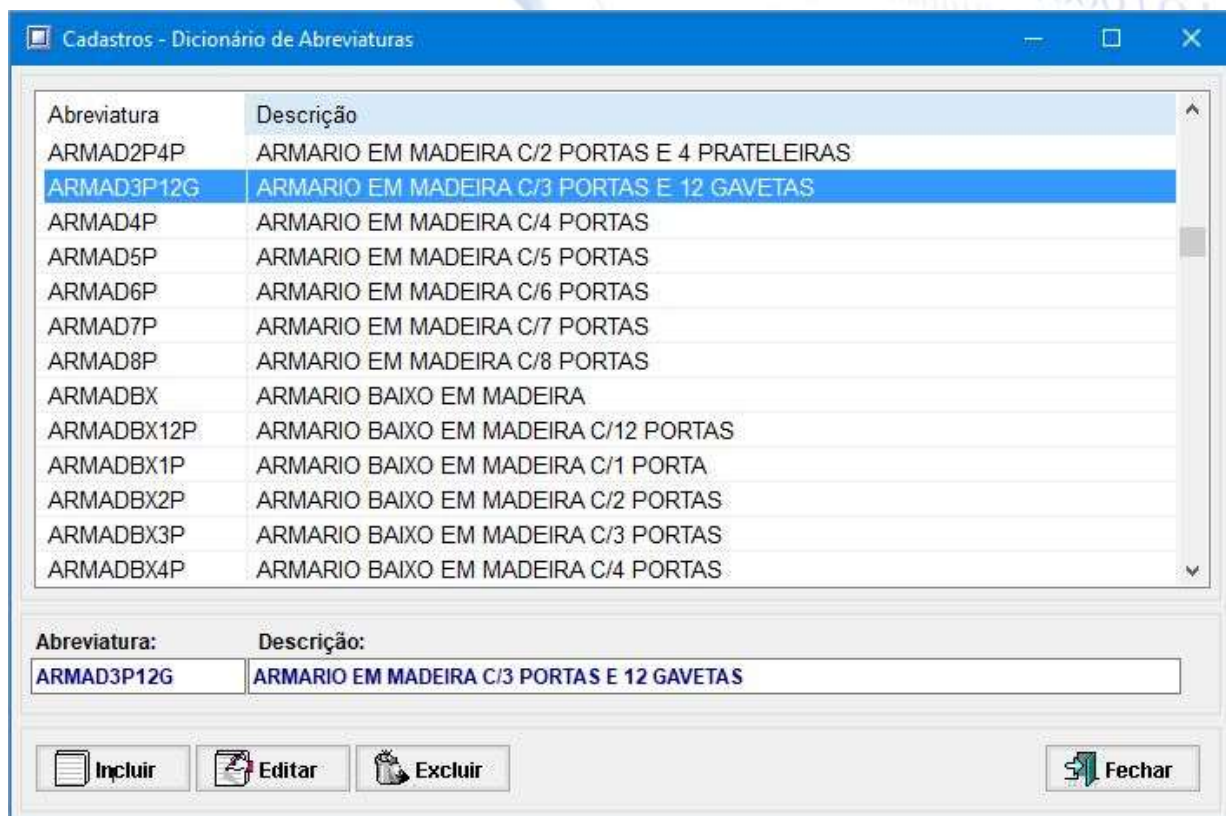 Cadastros - Dicionário de Abreviaturas
Abreviatura Descrição
ARMAD2P4P ARMARIO EM MADEIRA C/2 PORTAS E 4 PRATELEIRAS
ARMAD3P12G ARMARIO EM MADEIRA C/3 PORTAS E 12 GAVETAS
ARMAD4P ARMARIO EM MADEIRA C/4 PORTAS
ARMAD5P ARMARIO EM MADEIRA C/5 PORTAS
ARMAD6P ARMARIO EM MADEIRA C/6 PORTAS
ARMAD7P ARMARIO EM MADEIRA C/7 PORTAS
ARMAD8P ARMARIO EM MADEIRA C/8 PORTAS
ARMADBX ARMARIO BAIXO EM MADEIRA
ARMADBX12P ARMARIO BAIXO EM MADEIRA C/12 PORTAS
ARMADBX1P ARMARIO BAIXO EM MADEIRA C/1 PORTA
ARMADBX2P ARMARIO BAIXO EM MADEIRA C/2 PORTAS
ARMADBX3P ARMARIO BAIXO EM MADEIRA C/3 PORTAS
ARMADBX4P ARMARIO BAIXO EM MADEIRA C/4 PORTAS
Abreviatura: Descrição:
ARMAD3P12G ARMARIO EM MADEIRA C/3 PORTAS E 12 GAVETAS
Incluir Editar Excluir Fechar